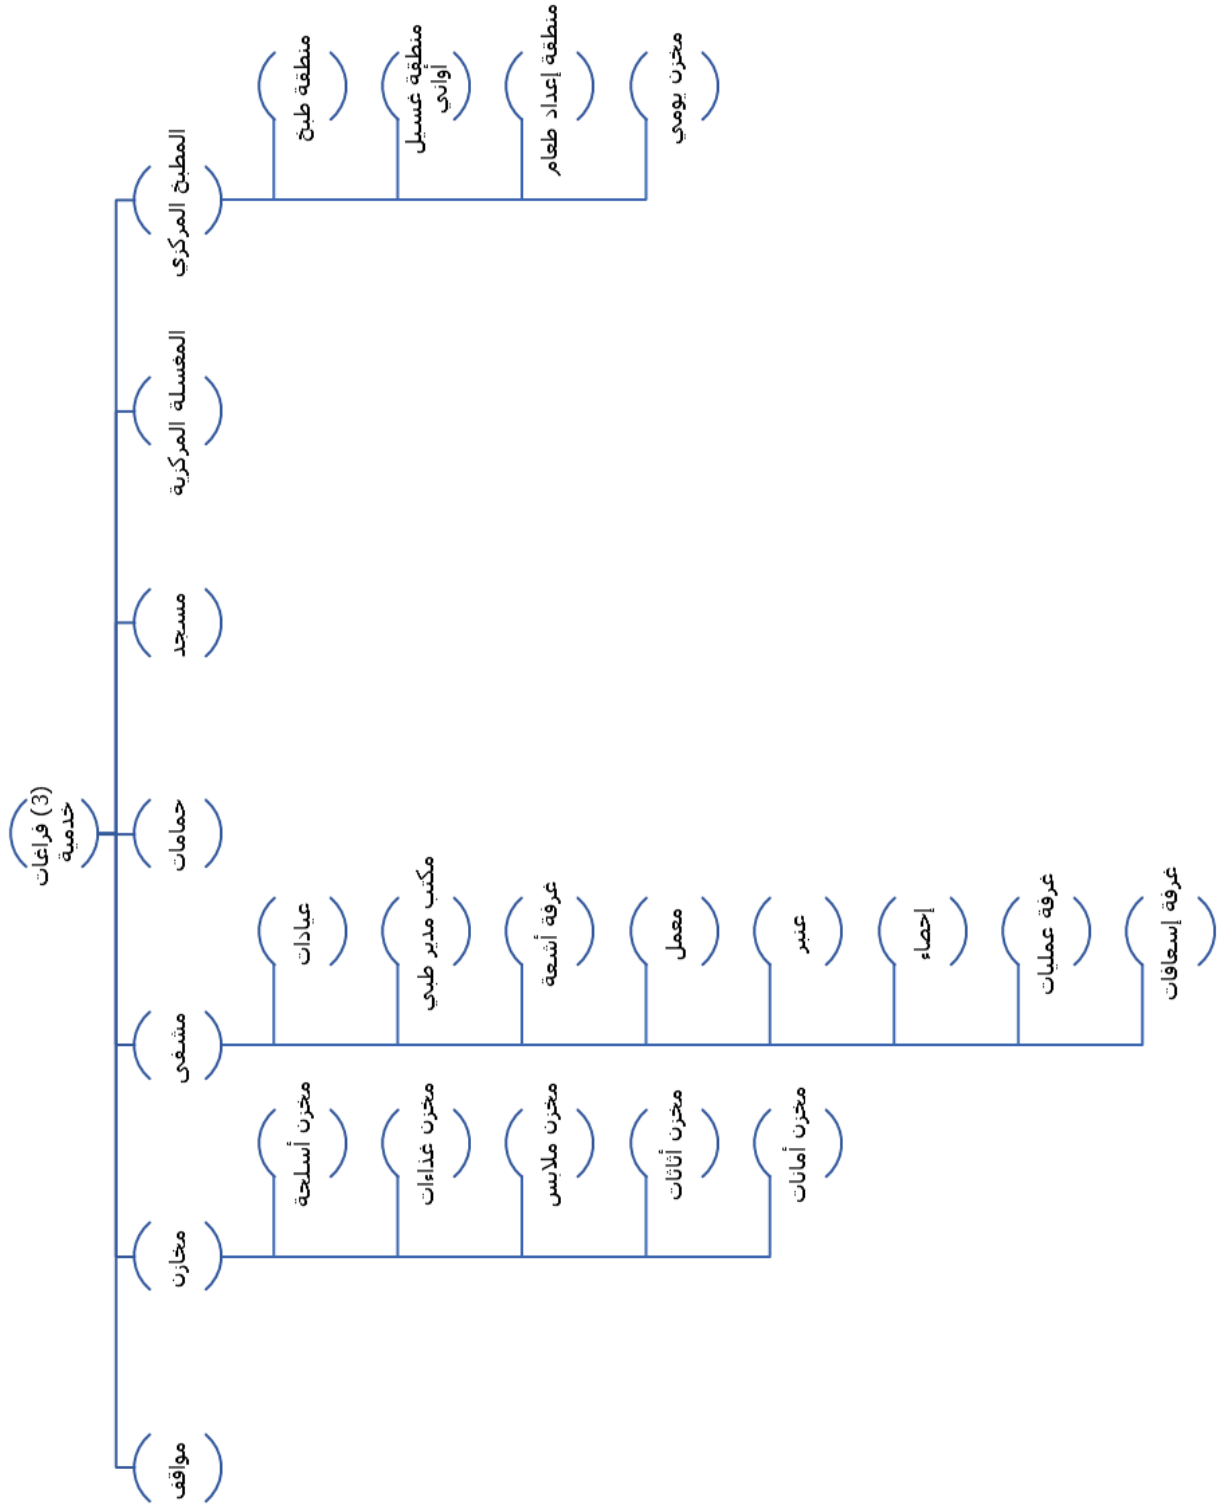 (3) فراغات
خدمية
المطبخ المركزي
منطقة طبخ
منطقة غسيل
أواني
منطقة إعداد طعام
مخزن يومي
المغسلة المركزية
مسجد
حمامات
مشفى
عيادات
مكتب مدير طبي
غرفة أشعة
معمل
عنبر
إحصاء
غرفة عمليات
غرفة إسعافات
مخازن
مخزن أسلحة
مخزن غذاءات
مخزن ملابس
مخزن أثاثات
مخزن أمانات
مواقف